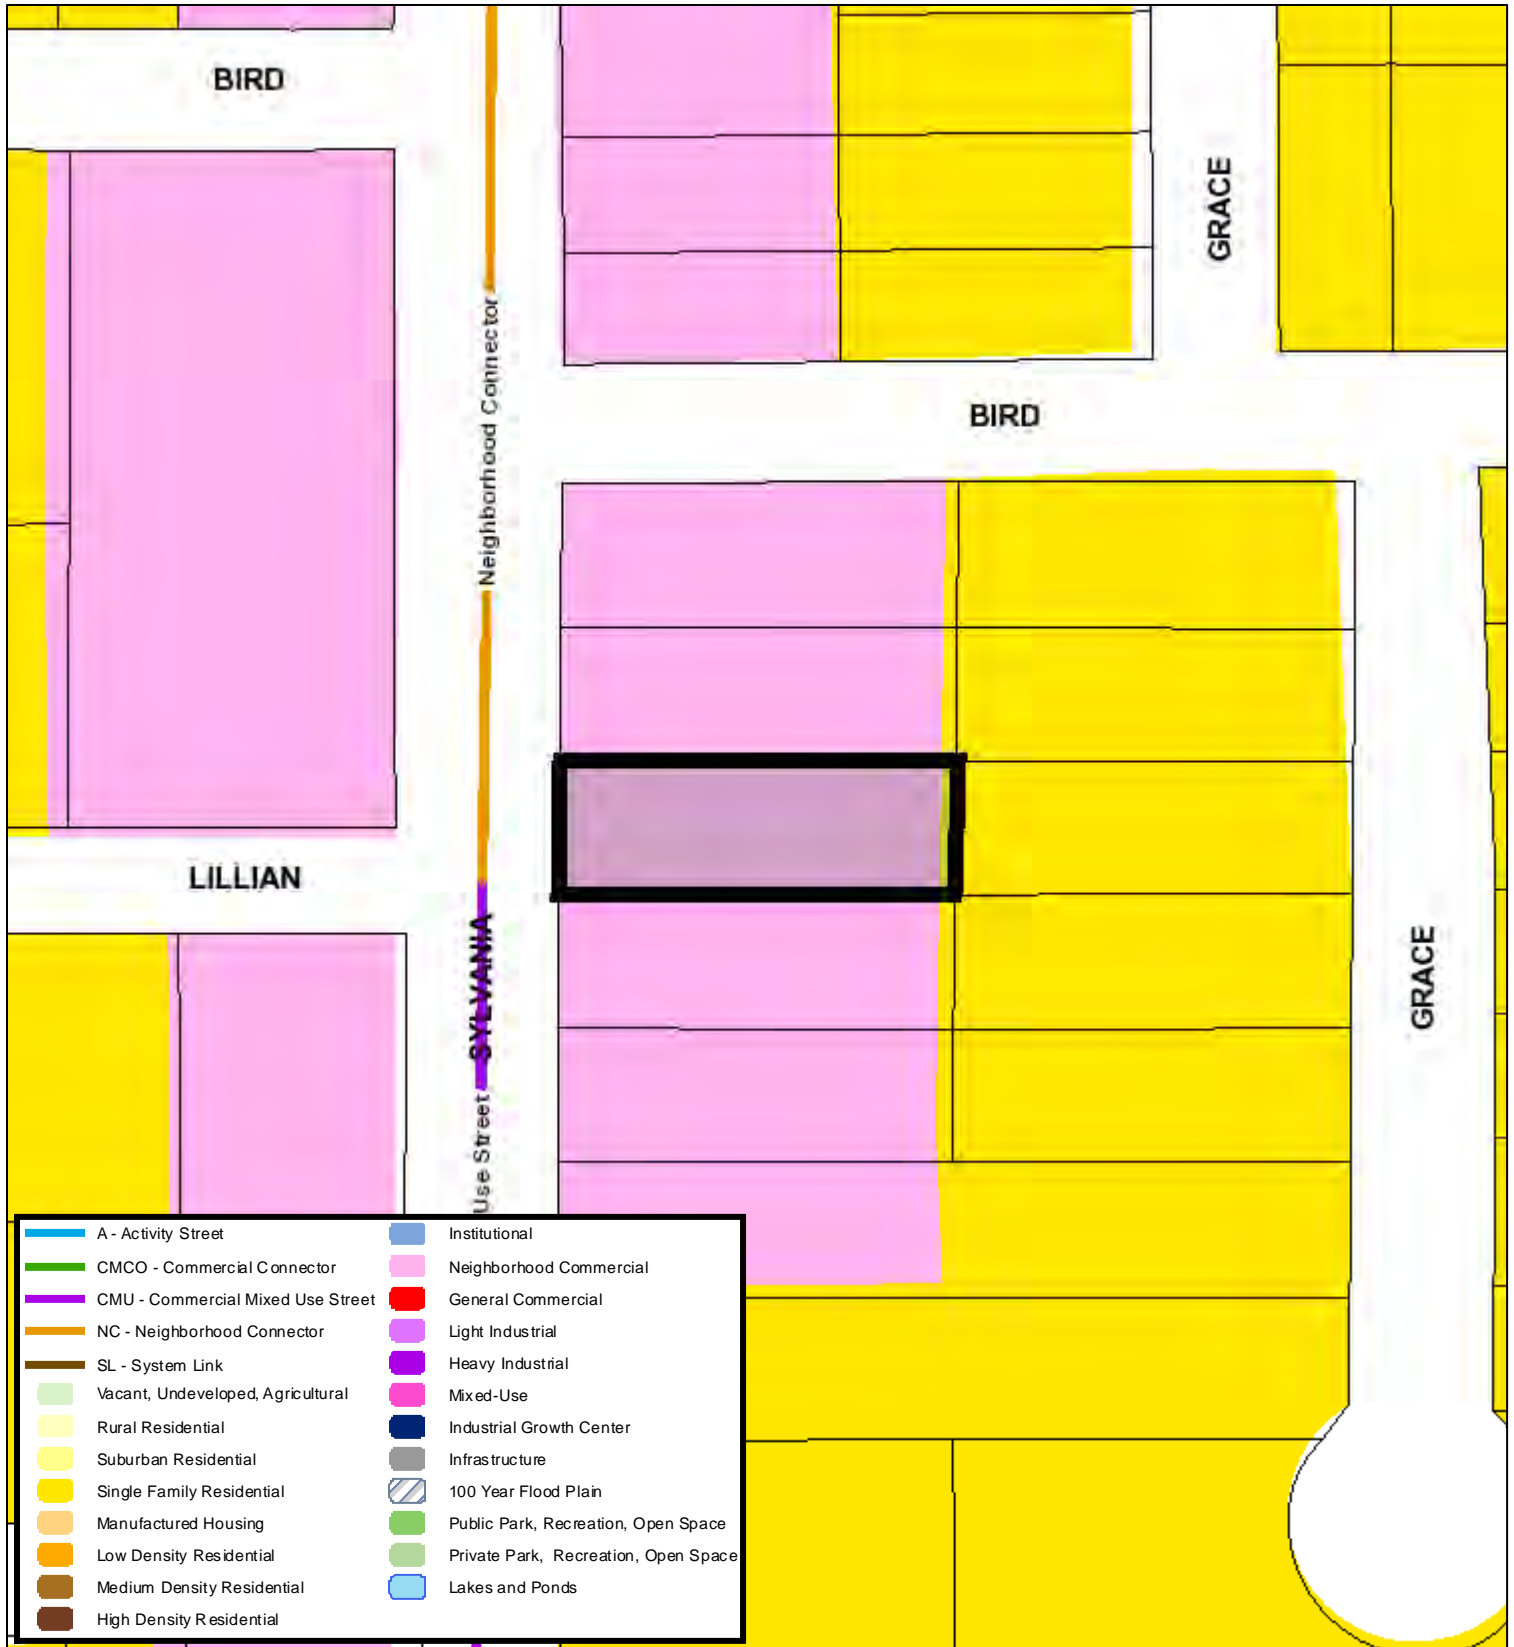 BIRD
GRACE
Neighborhood Connector
BIRD
LILLIAN
SYLVANIA
GRACE
Use Street
A - Activity Street
CMCO - Commercial Connector
CMU - Commercial Mixed Use Street
NC - Neighborhood Connector
SL - System Link
Vacant, Undeveloped, Agricultural
Rural Residential
Suburban Residential
Single Family Residential
Manufactured Housing
Low Density Residential
Medium Density Residential
High Density Residential
Institutional
Neighborhood Commercial
General Commercial
Light Industrial
Heavy Industrial
Mixed-Use
Industrial Growth Center
Infrastructure
100 Year Flood Plain
Public Park, Recreation, Open Space
Private Park, Recreation, Open Space
Lakes and Ponds